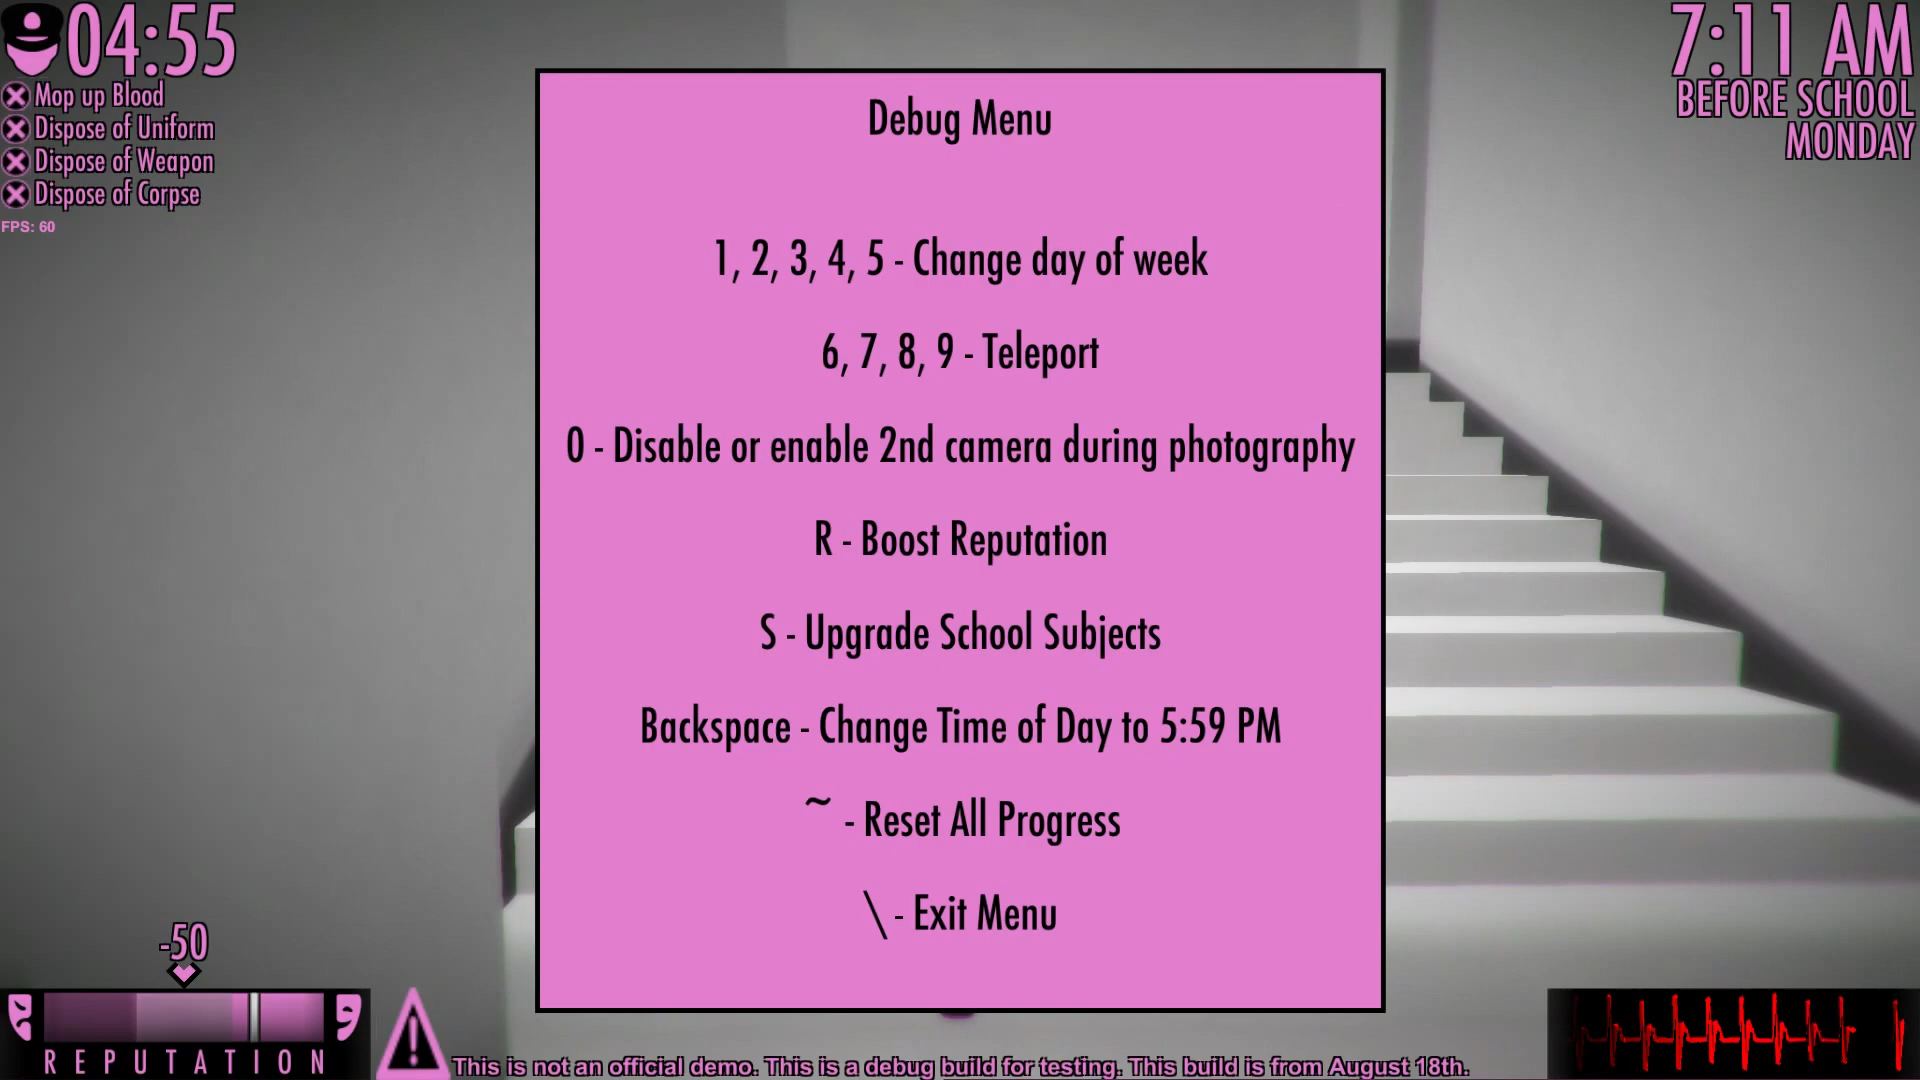 04:55
Mop up Blood
Dispose of Uniform
Dispose of Weapon
Dispose of Corpse
FPS: 60
7:11 AM
BEFORE SCHOOL
MONDAY
Debug Menu
1, 2, 3, 4, 5 - Change day of week
6, 7, 8, 9 - Teleport
0 - Disable or enable 2nd camera during photography
R - Boost Reputation
S - Upgrade School Subjects
Backspace - Change Time of Day to 5:59 PM
~ - Reset All Progress
\ - Exit Menu
-50
REPUTATION
This is not an official demo. This is a debug build for testing. This build is from August 18th.